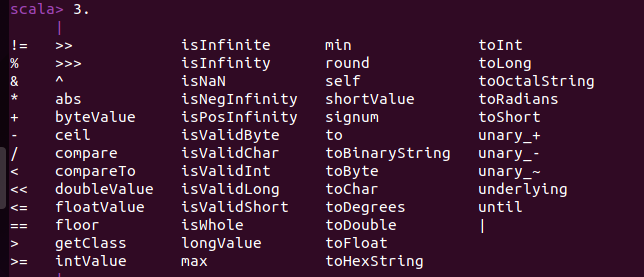 scala> 3.
|
!= >> isInfinite min toInt
% >>> isInfinity round toLong
& ^ isNaN self toOctalString
* abs isNegInfinity shortValue toRadians
+ byteValue isPosInfinity signum toShort
- ceil isValidByte to unary_+
/ compare isValidChar toBinaryString unary_-
< compareTo isValidInt toByte unary_~
<< doubleValue isValidLong toChar underlying
<= floatValue isValidShort toDegrees until
== floor isWhole toDouble |
> getClass longValue toFloat
>= intValue max toHexString
|